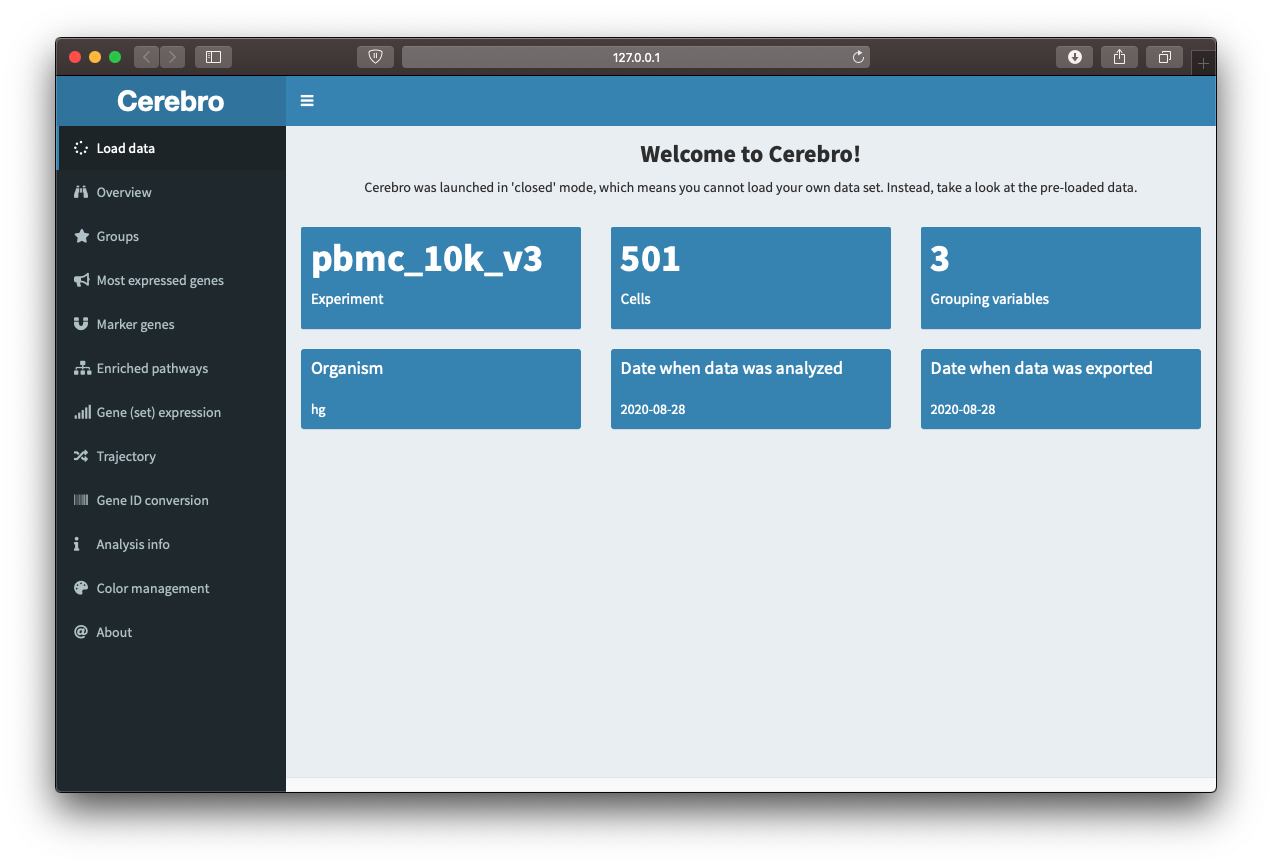 127.0.0.1
Cerebro
Load data
Overview
Groups
Most expressed genes
Marker genes
Enriched pathways
Gene (set) expression
Trajectory
Gene ID conversion
Analysis info
Color management
About
Welcome to Cerebro!
Cerebro was launched in 'closed' mode, which means you cannot load your own data set. Instead, take a look at the pre-loaded data.
pbmc_10k_v3
Experiment
501
Cells
3
Grouping variables
Organism
hg
Date when data was analyzed
2020-08-28
Date when data was exported
2020-08-28